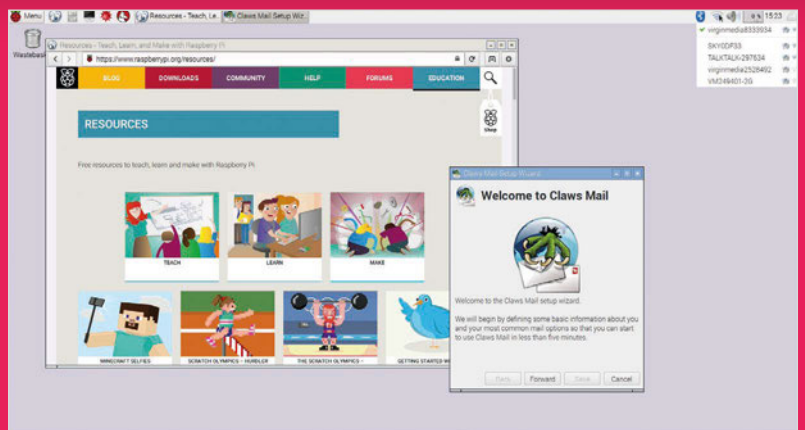 Menu
Resources - Teach, Le..
Claws Mail Setup Wiz..
15:23
virginmedia8333934
SKY0DF33
TALKTALK-297634
virginmedia2526492
VM249401-2G
Wastebask
Resources - Teach, Learn, and Make with Raspberry Pi
https://www.raspberrypi.org/resources/
BLOG
DOWNLOADS
COMMUNITY
HELP
FORUMS
EDUCATION
Shop
RESOURCES
Free resources to teach, learn and make with Raspberry Pi.
TEACH
LEARN
MAKE
MINECRAFT SELFIES
SCRATCH OLYMPICS – HURDLER
THE SCRATCH OLYMPICS –
GETTING STARTED W
Claws Mail Setup Wizard
Welcome to Claws Mail
Welcome to the Claws Mail setup wizard.
We will begin by defining some basic information about you
and your most common mail options so that you can start
to use Claws Mail in less than five minutes.
Forward
Save
Cancel